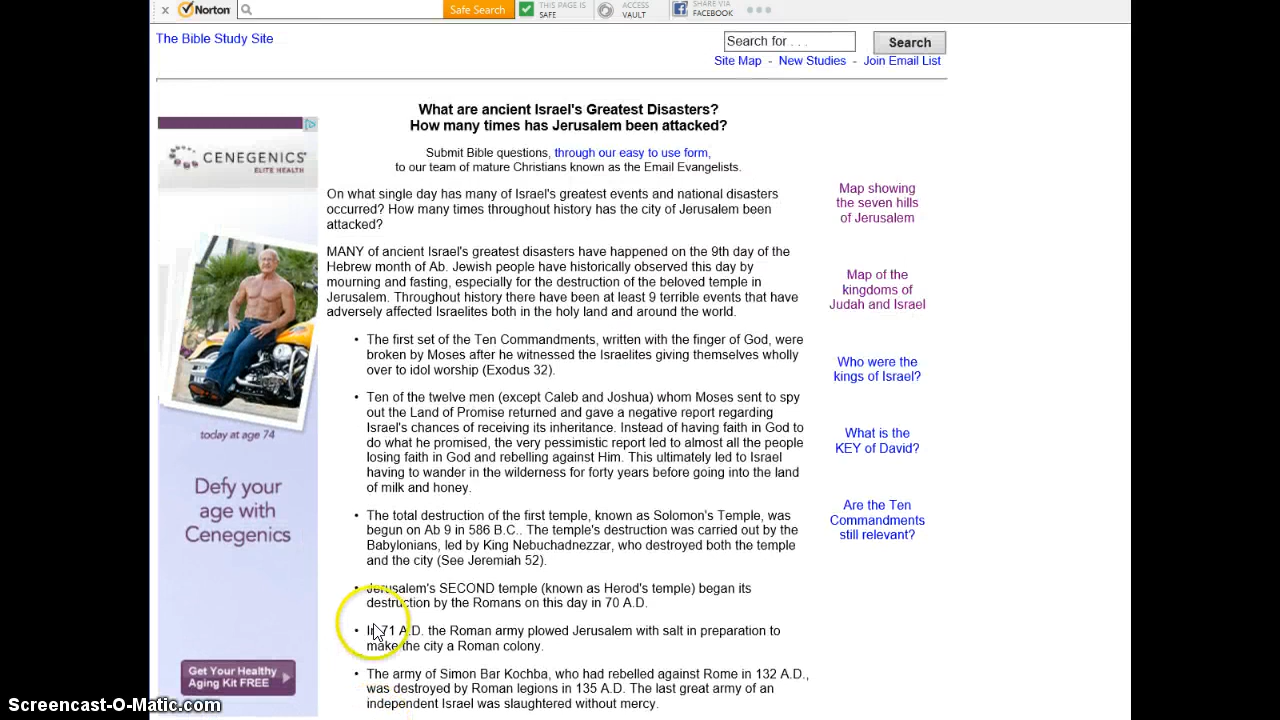 Norton
Safe Search
THIS PAGE IS
SAFE
ACCESS
VAULT
SHARE VIA
FACEBOOK
The Bible Study Site
Search for . . .
Search
Site Map - New Studies - Join Email List
What are ancient Israel's Greatest Disasters?
How many times has Jerusalem been attacked?
Submit Bible questions, through our easy to use form,
to our team of mature Christians known as the Email Evangelists.
CENEGENICS
ELITE HEALTH
today at age 74
Defy your
age with
Cenegenics
Get Your Healthy
Aging Kit FREE
On what single day has many of Israel's greatest events and national disasters
occurred? How many times throughout history has the city of Jerusalem been
attacked?
MANY of ancient Israel's greatest disasters have happened on the 9th day of the
Hebrew month of Ab. Jewish people have historically observed this day by
mourning and fasting, especially for the destruction of the beloved temple in
Jerusalem. Throughout history there have been at least 9 terrible events that have
adversely affected Israelites both in the holy land and around the world.
• The first set of the Ten Commandments, written with the finger of God, were
broken by Moses after he witnessed the Israelites giving themselves wholly
over to idol worship (Exodus 32).
• Ten of the twelve men (except Caleb and Joshua) whom Moses sent to spy
out the Land of Promise returned and gave a negative report regarding
Israel's chances of receiving its inheritance. Instead of having faith in God to
do what he promised, the very pessimistic report led to almost all the people
losing faith in God and rebelling against Him. This ultimately led to Israel
having to wander in the wilderness for forty years before going into the land
of milk and honey.
• The total destruction of the first temple, known as Solomon's Temple, was
begun on Ab 9 in 586 B.C.. The temple's destruction was carried out by the
Babylonians, led by King Nebuchadnezzar, who destroyed both the temple
and the city (See Jeremiah 52).
• Jerusalem's SECOND temple (known as Herod's temple) began its
destruction by the Romans on this day in 70 A.D.
• In 71 A.D. the Roman army plowed Jerusalem with salt in preparation to
make the city a Roman colony.
• The army of Simon Bar Kochba, who had rebelled against Rome in 132 A.D.,
was destroyed by Roman legions in 135 A.D. The last great army of an
independent Israel was slaughtered without mercy.
Map showing
the seven hills
of Jerusalem
Map of the
kingdoms of
Judah and Israel
Who were the
kings of Israel?
What is the
KEY of David?
Are the Ten
Commandments
still relevant?
Screencast-O-Matic.com